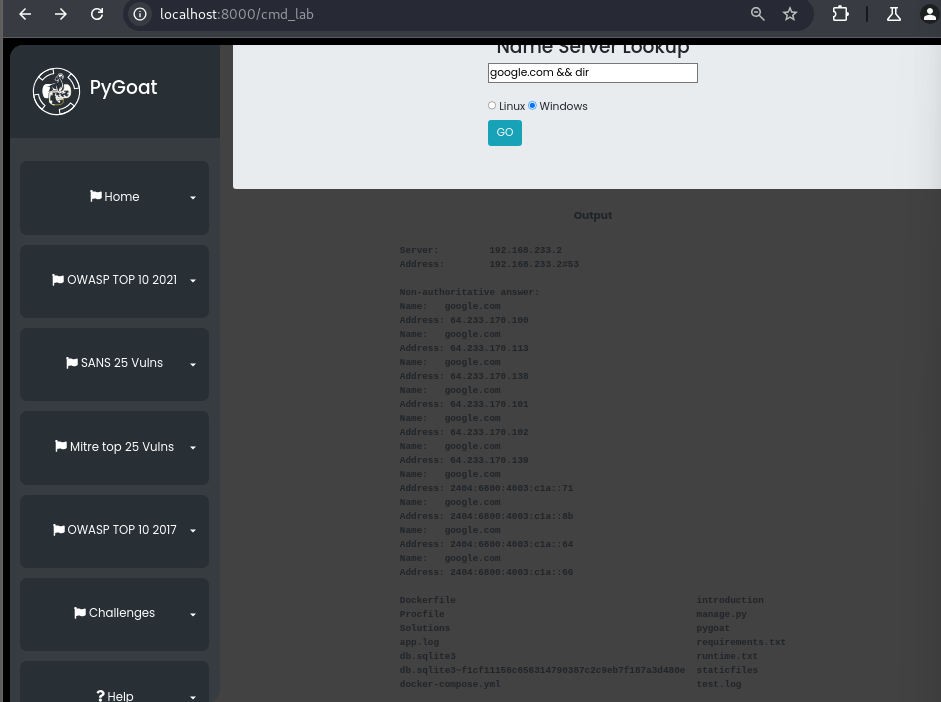 localhost:8000/cmd_lab
PyGoat
Home
OWASP TOP 10 2021
SANS 25 Vulns
Mitre top 25 Vulns
OWASP TOP 10 2017
Challenges
Help
Name Server Lookup
google.com && dir
Linux Windows
GO
Output
Server: 192.168.233.2
Address: 192.168.233.2#53
Non-authoritative answer:
Name: google.com
Address: 64.233.170.100
Name: google.com
Address: 64.233.170.113
Name: google.com
Address: 64.233.170.138
Name: google.com
Address: 64.233.170.101
Name: google.com
Address: 64.233.170.102
Name: google.com
Address: 64.233.170.139
Name: google.com
Address: 2404:6800:4003:c1a::71
Name: google.com
Address: 2404:6800:4003:c1a::8b
Name: google.com
Address: 2404:6800:4003:c1a::64
Name: google.com
Address: 2404:6800:4003:c1a::66
Dockerfile introduction
Procfile manage.py
Solutions pygoat
app.log requirements.txt
db.sqlite3 runtime.txt
staticfiles
docker-compose.yml test.log